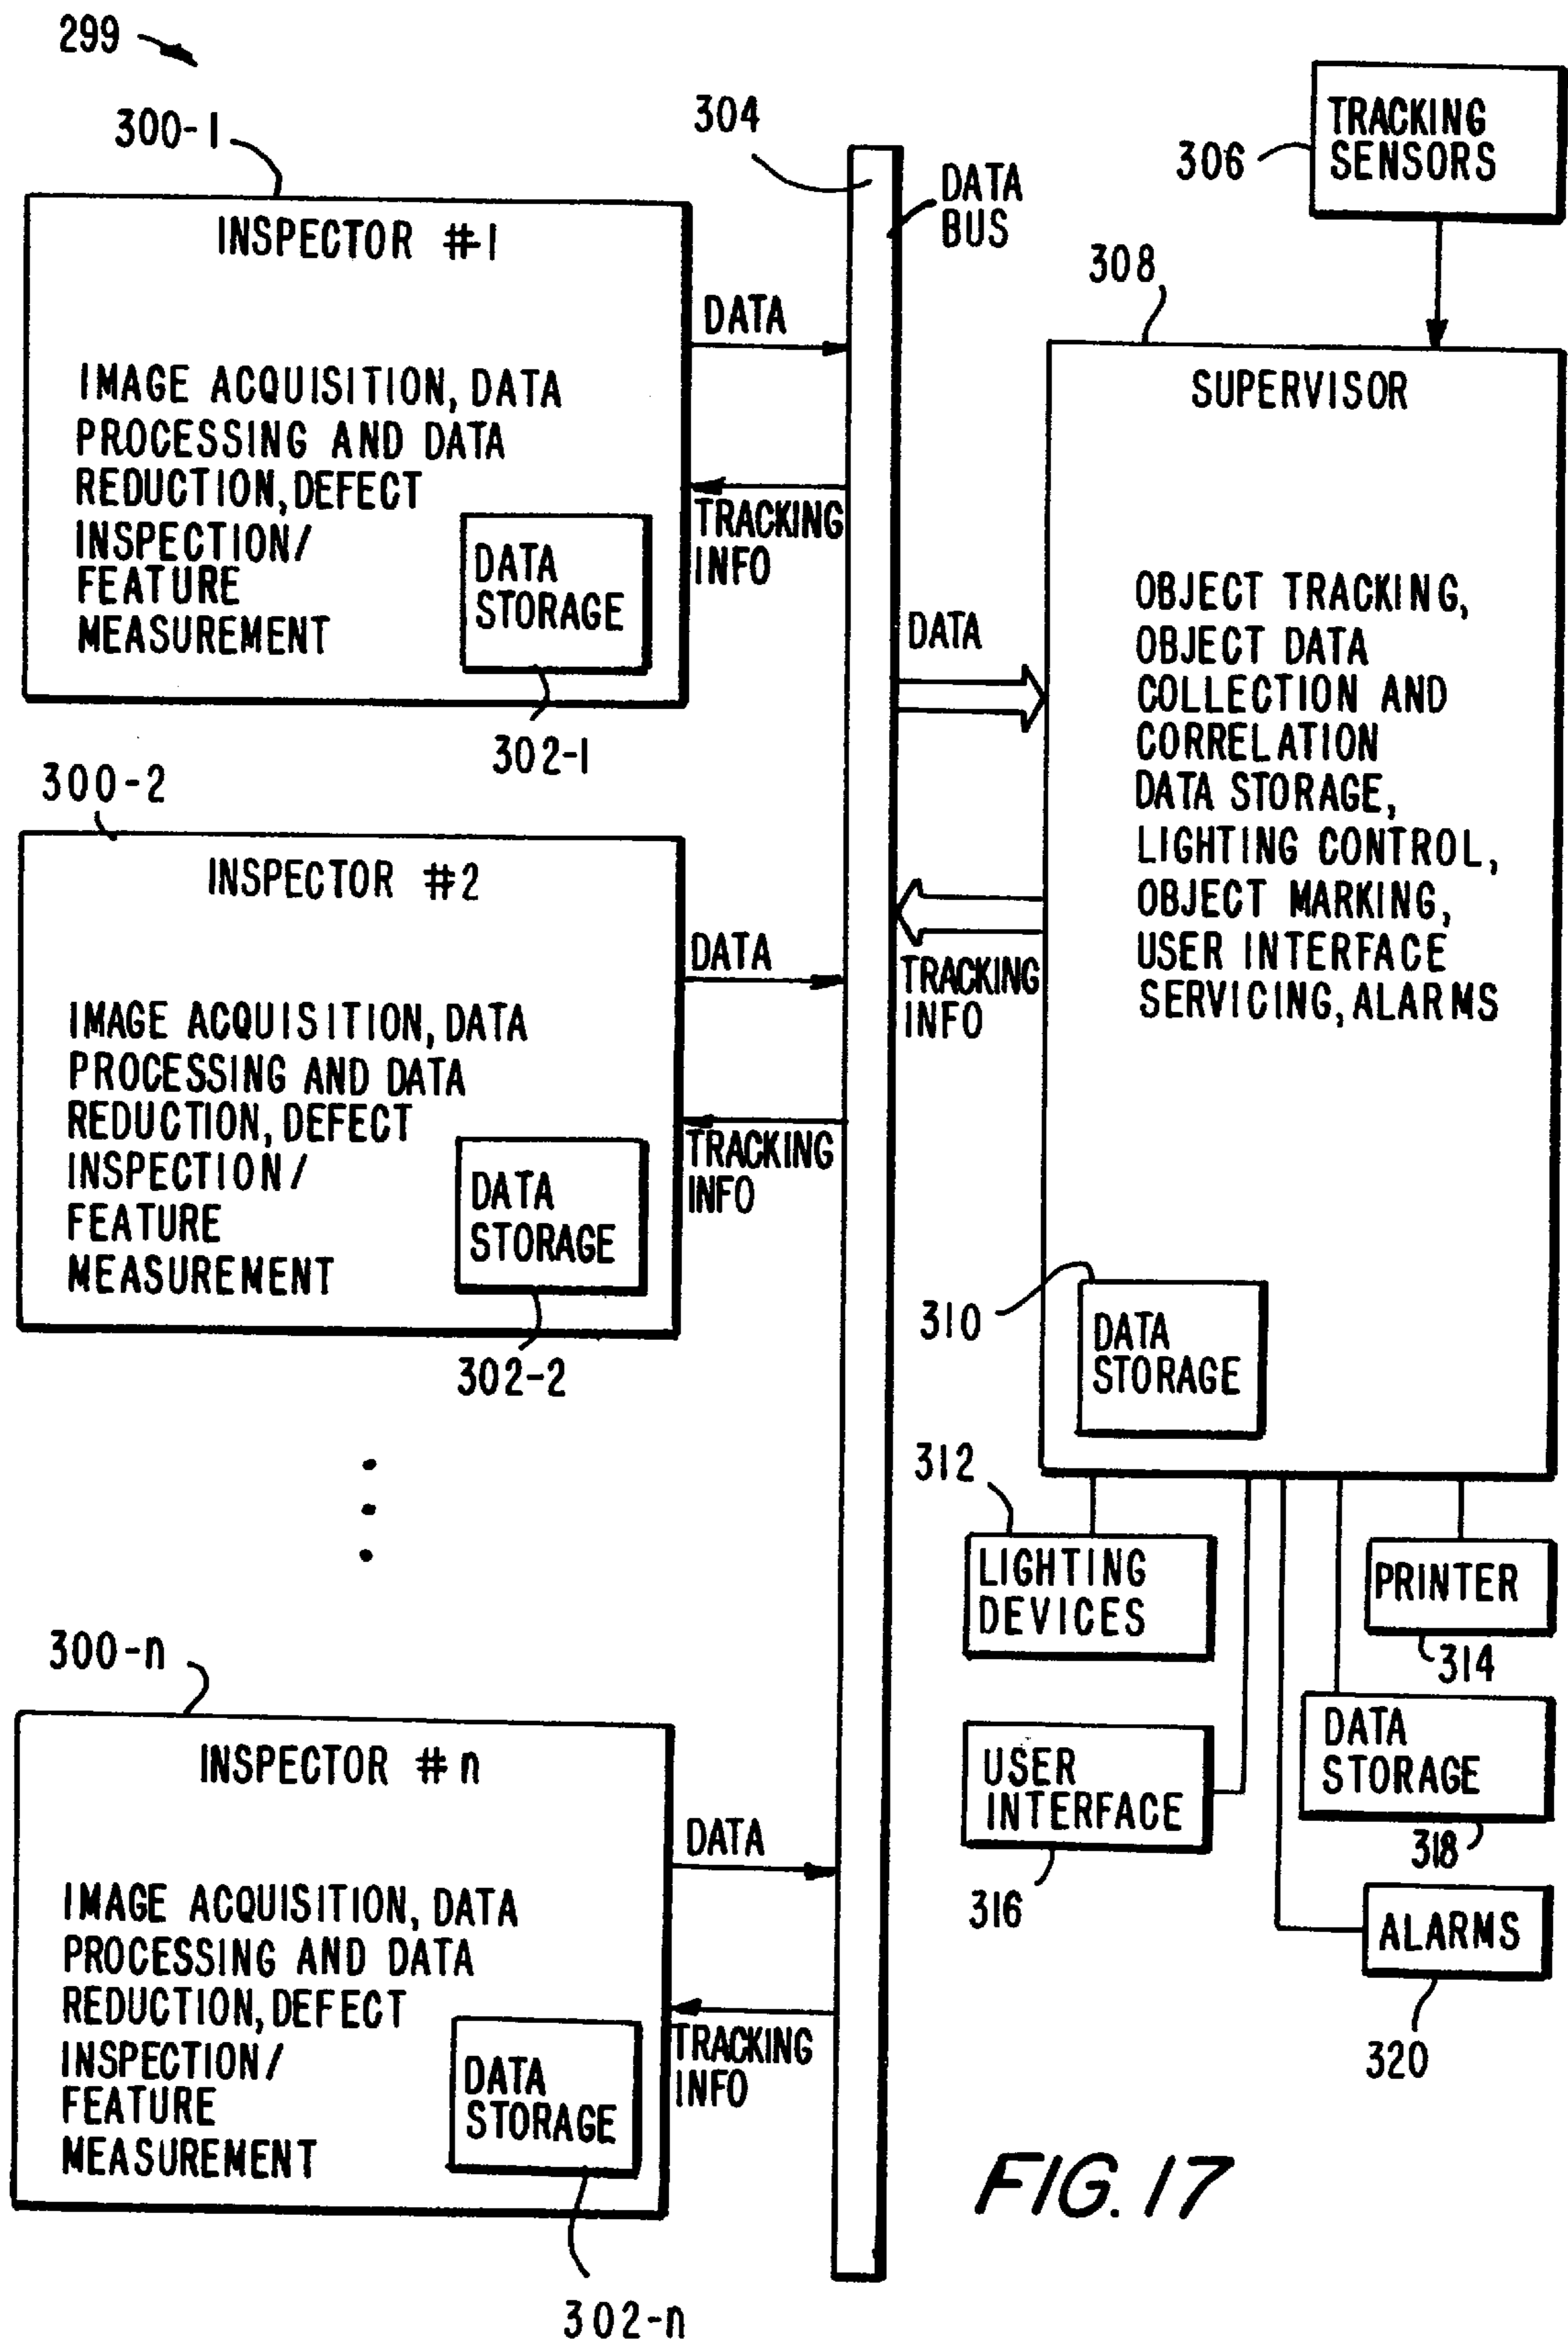 299
300-1
INSPECTOR #1
IMAGE ACQUISITION, DATA
PROCESSING AND DATA
REDUCTION, DEFECT
INSPECTION/
FEATURE
MEASUREMENT
DATA
STORAGE
302-1
DATA
TRACKING
INFO
300-2
INSPECTOR #2
IMAGE ACQUISITION, DATA
PROCESSING AND DATA
REDUCTION, DEFECT
INSPECTION/
FEATURE
MEASUREMENT
DATA
STORAGE
302-2
DATA
TRACKING
INFO
300-n
INSPECTOR #n
IMAGE ACQUISITION, DATA
PROCESSING AND DATA
REDUCTION, DEFECT
INSPECTION/
FEATURE
MEASUREMENT
DATA
STORAGE
302-n
DATA
TRACKING
INFO
304
DATA
BUS
DATA
TRACKING
INFO
306
TRACKING
SENSORS
308
SUPERVISOR
OBJECT TRACKING,
OBJECT DATA
COLLECTION AND
CORRELATION
DATA STORAGE,
LIGHTING CONTROL,
OBJECT MARKING,
USER INTERFACE
SERVICING, ALARMS
310
DATA
STORAGE
312
LIGHTING
DEVICES
PRINTER
314
USER
INTERFACE
316
DATA
STORAGE
318
ALARMS
320
FIG. 17